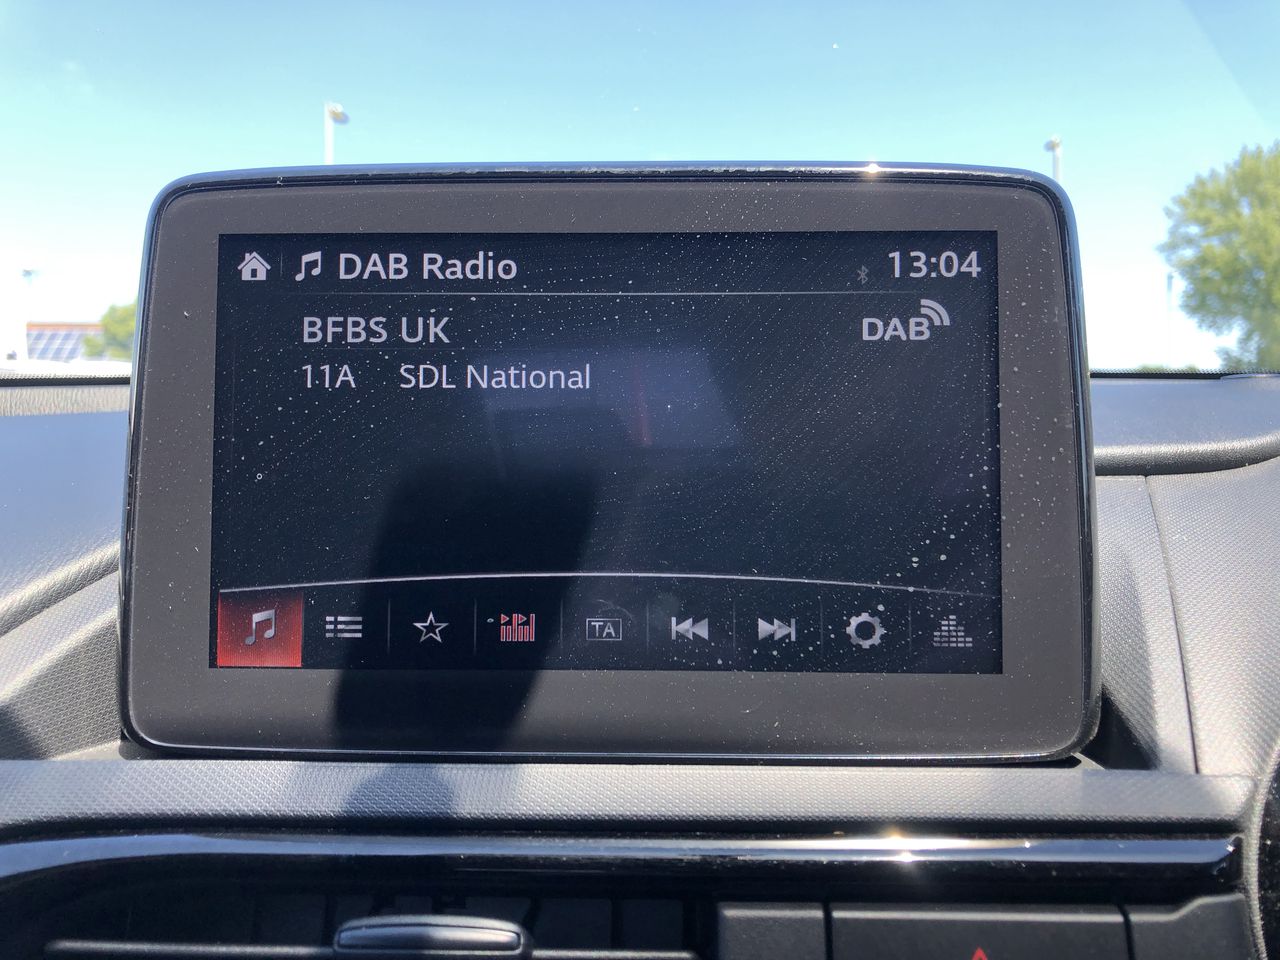 DAB Radio 13:04
BFBS UK DAB
11A SDL National
TA